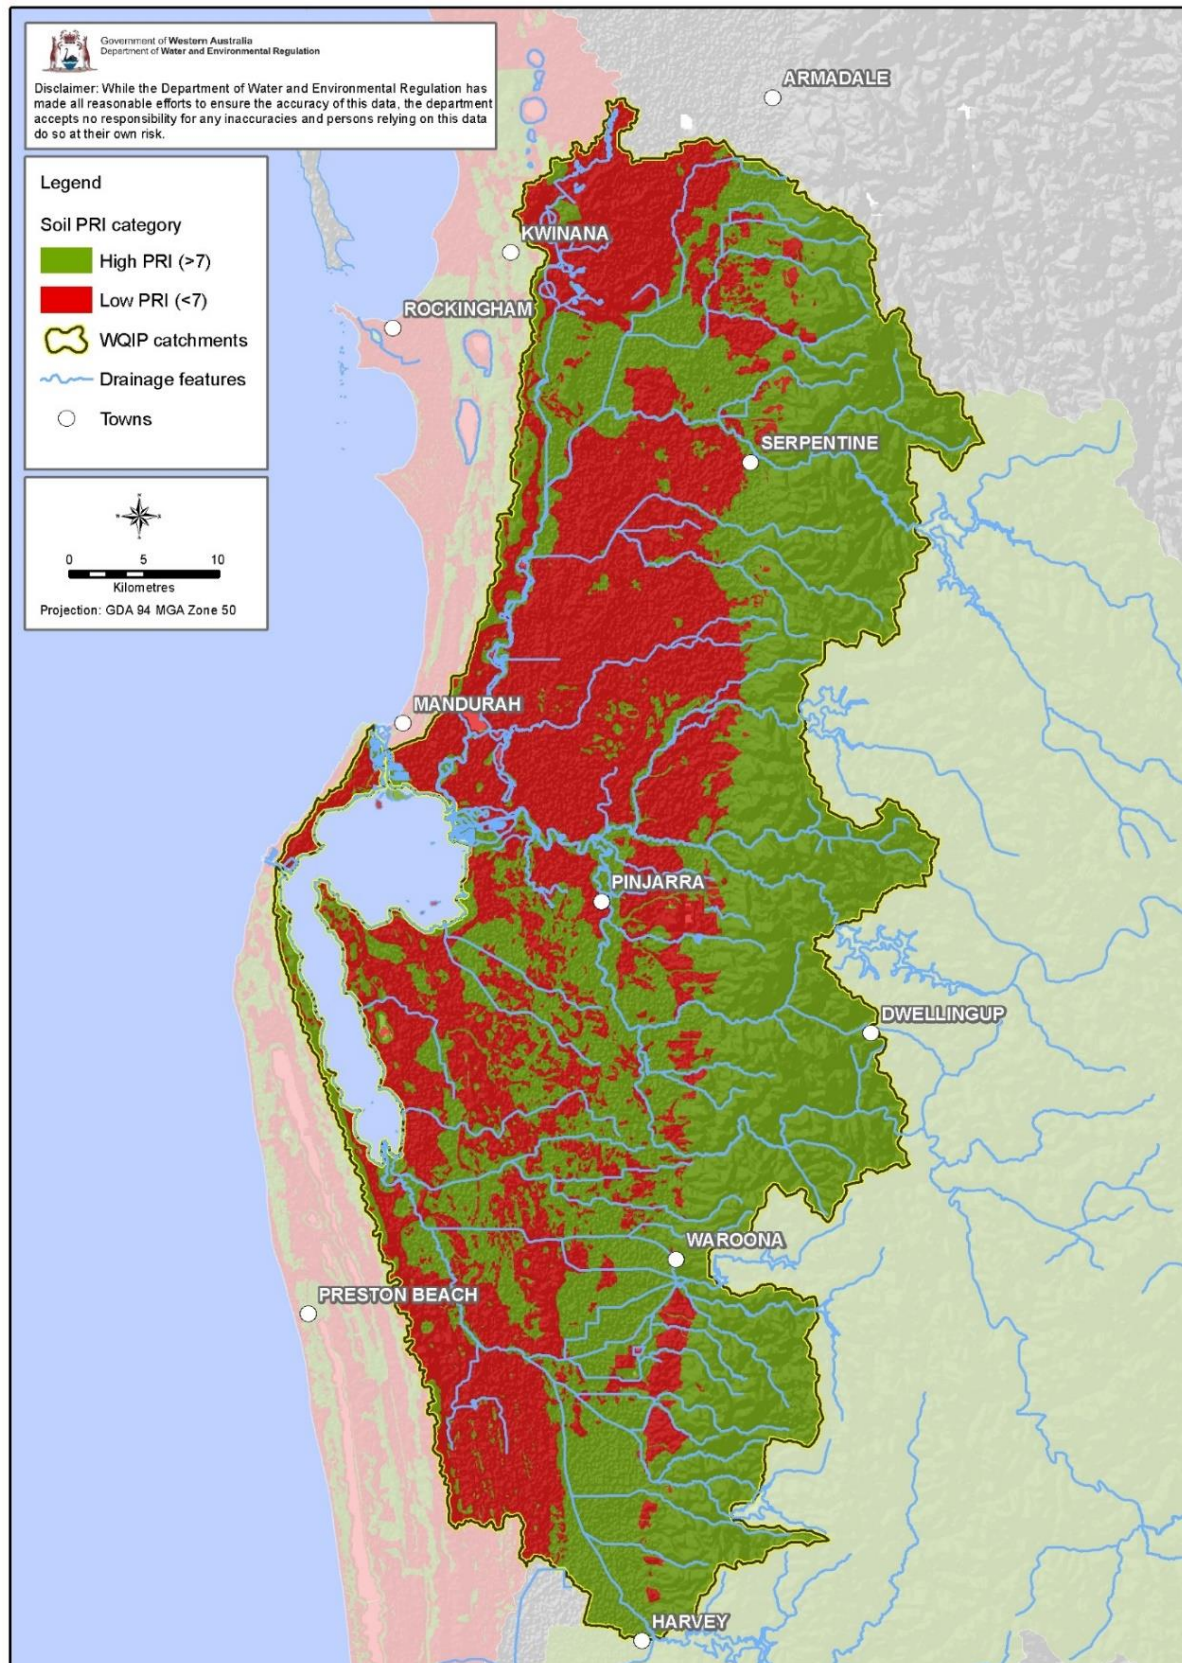 Government of Western Australia
Department of Water and Environmental Regulation
Disclaimer: While the Department of Water and Environmental Regulation has
made all reasonable efforts to ensure the accuracy of this data, the department
accepts no responsibility for any inaccuracies and persons relying on this data
do so at their own risk.
Legend
Soil PRI category
High PRI (>7)
Low PRI (<7)
WQIP catchments
Drainage features
Towns
0 5 10
Kilometres
Projection: GDA 94 MGA Zone 50
ARMADALE
KWINANA
ROCKINGHAM
SERPENTINE
MANDURAH
PINJARRA
DWELLINGUP
WAROONA
PRESTON BEACH
HARVEY